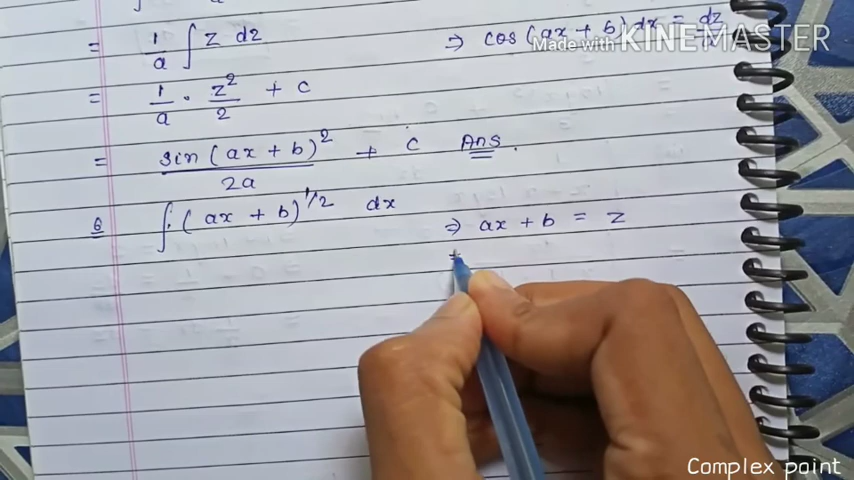 = 1/a ∫ z dz ⇒ cos(ax + b) dx = dz
Made with KINEMASTER
= 1/a · z²/2 + c
= sin(ax + b)²/2a + c Ans.
Q ∫(ax + b)^1/2 dx ⇒ ax + b = z
Complex point